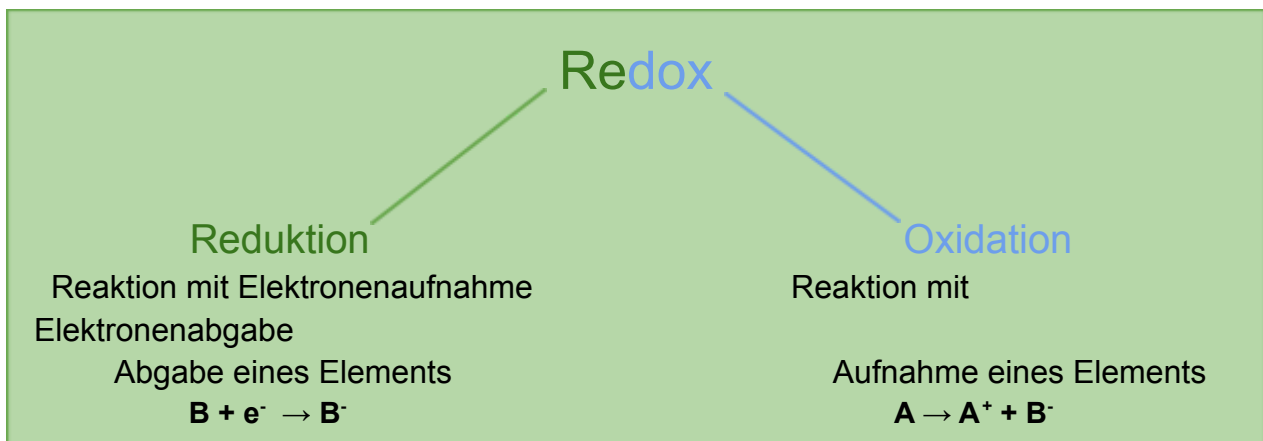 Redox
Reduktion Oxidation
Reaktion mit Elektronenaufnahme Reaktion mit
Elektronenabgabe
Abgabe eines Elements Aufnahme eines Elements
B + e⁻ → B⁻ A → A⁺ + B⁻